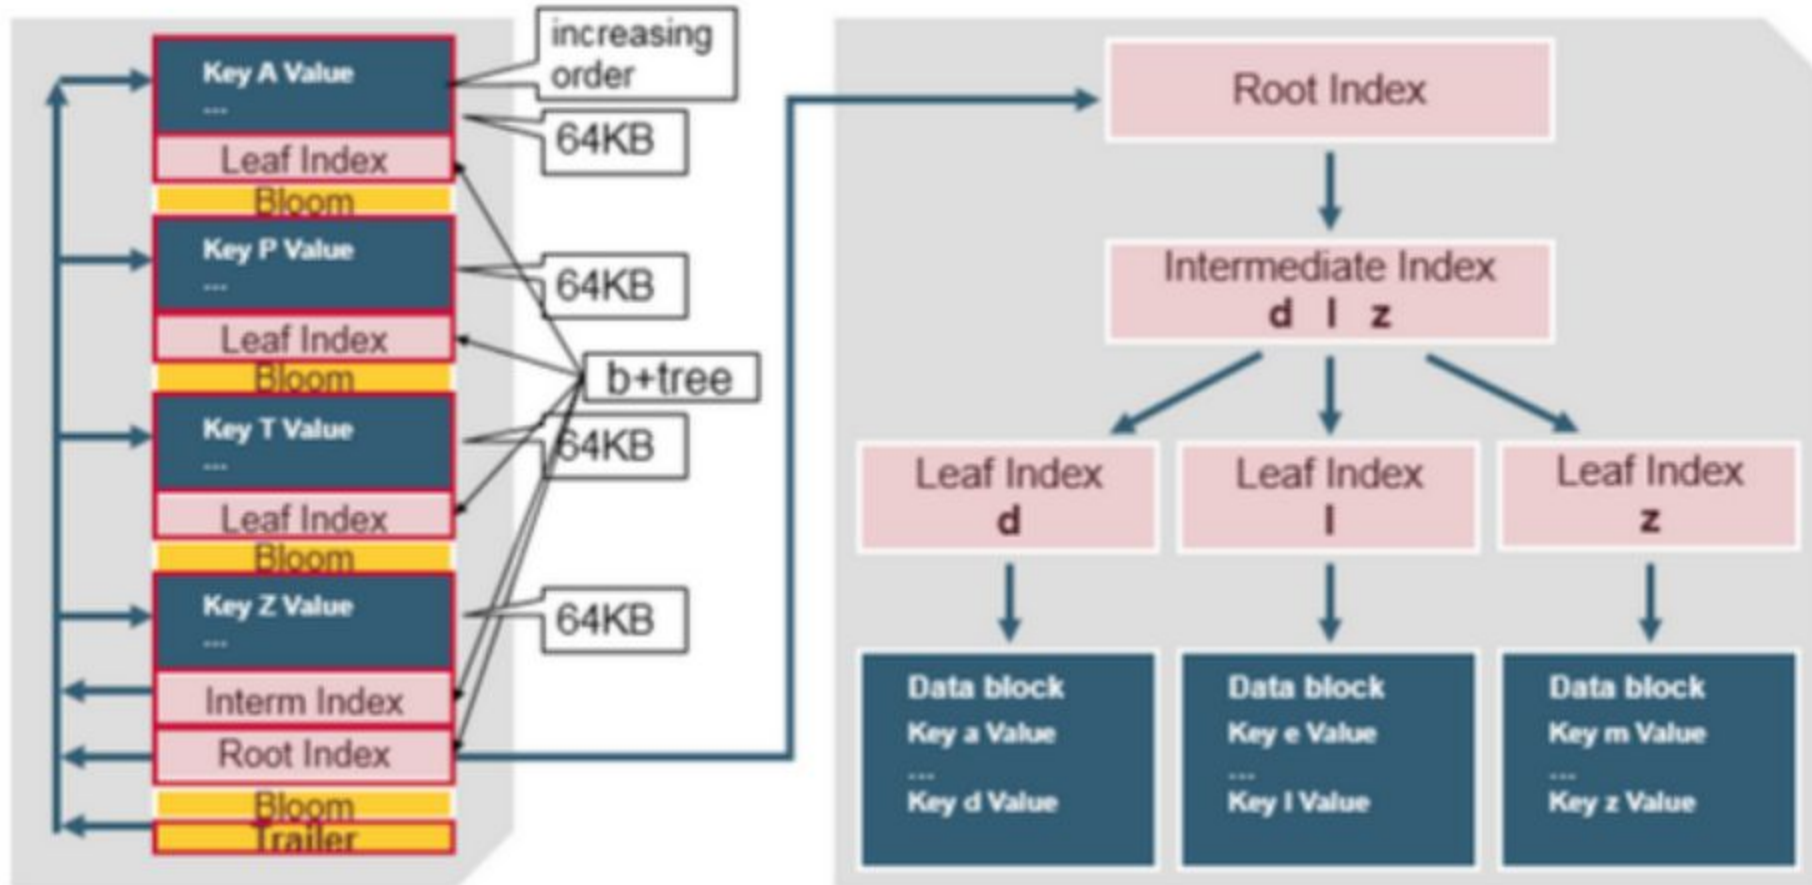 Key A Value
...
Leaf Index
Bloom
Key P Value
...
Leaf Index
Bloom
Key T Value
...
Leaf Index
Bloom
Key Z Value
...
Interm Index
Root Index
Bloom
Trailer
increasing
order
64KB
64KB
b+tree
64KB
64KB
Root Index
Intermediate Index
d l z
Leaf Index
d
Leaf Index
l
Leaf Index
z
Data block
Key a Value
...
Key d Value
Data block
Key e Value
...
Key l Value
Data block
Key m Value
...
Key z Value